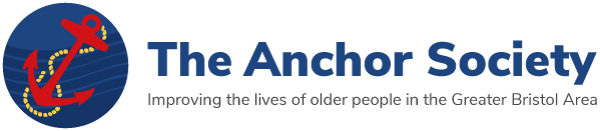 The Anchor Society
Improving the lives of older people in the Greater Bristol Area